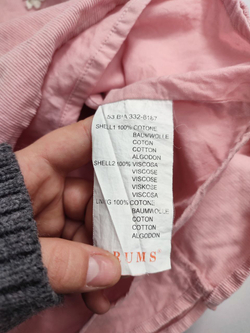 SHELL1 100% COTONE
BAUMWOLLE
COTON
COTTON
ALGODON
SHELL2 100% VISCOSA
VISCOSE
VISKOSE
VISCOSE
VISCOSA
100% COTONE
BAUMWOLLE
COTON
COTTON
ALGODON
RUMS